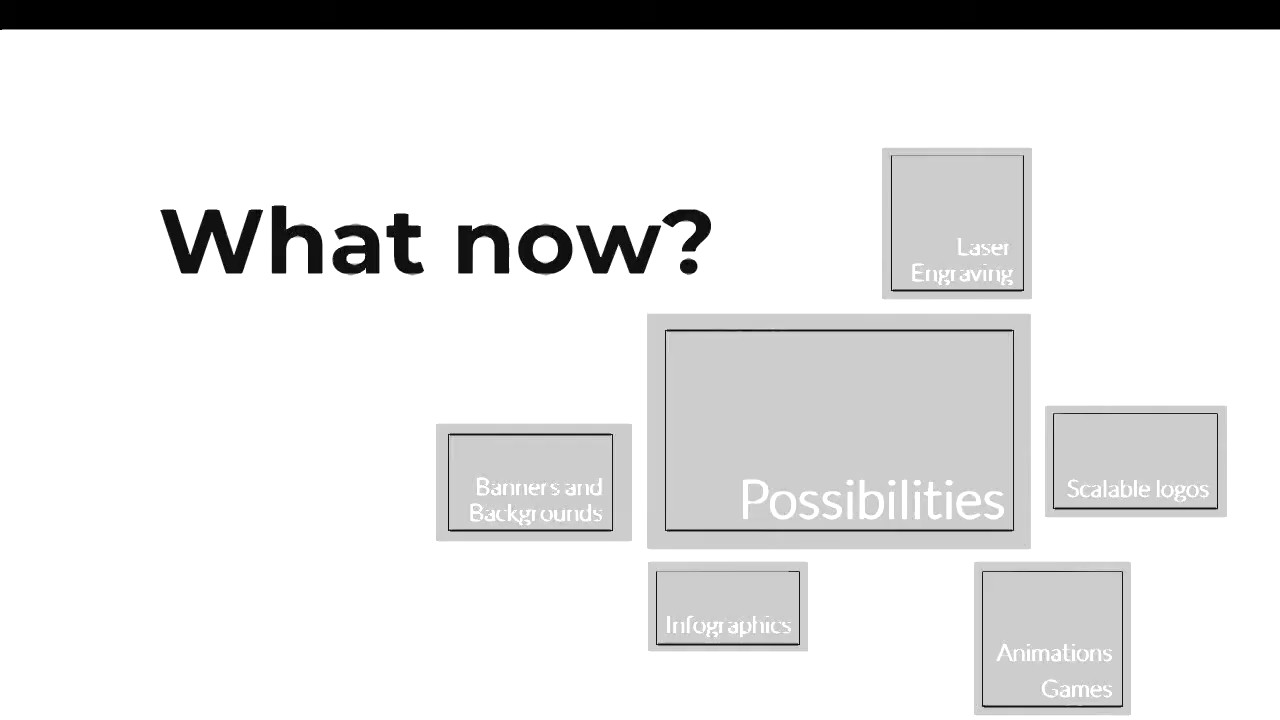 What now?
Laser
Engraving
Possibilities
Banners and
Backgrounds
Scalable logos
Infographics
Animations
Games